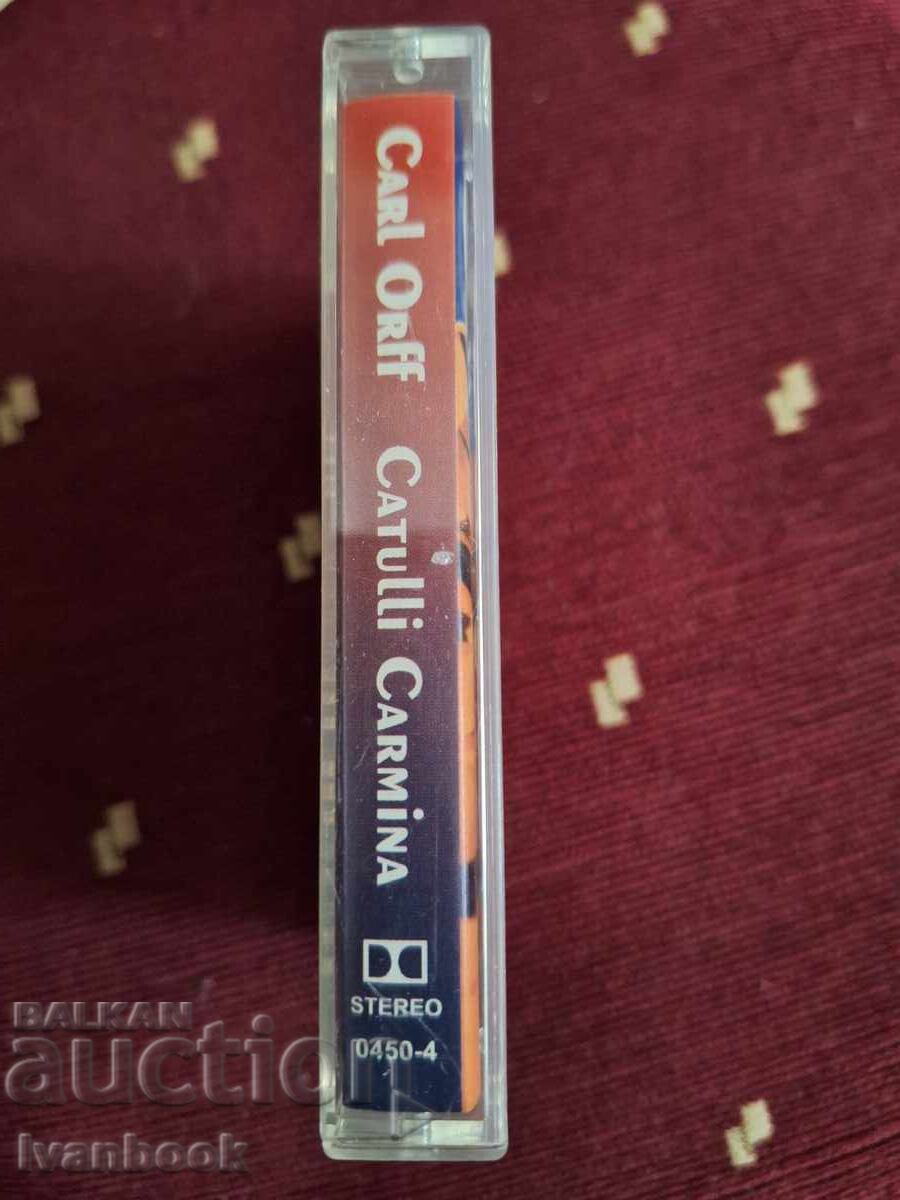 Carl Orff Catulli Carmina
STEREO
0450-4
BALKAN
auction
Ivanbook